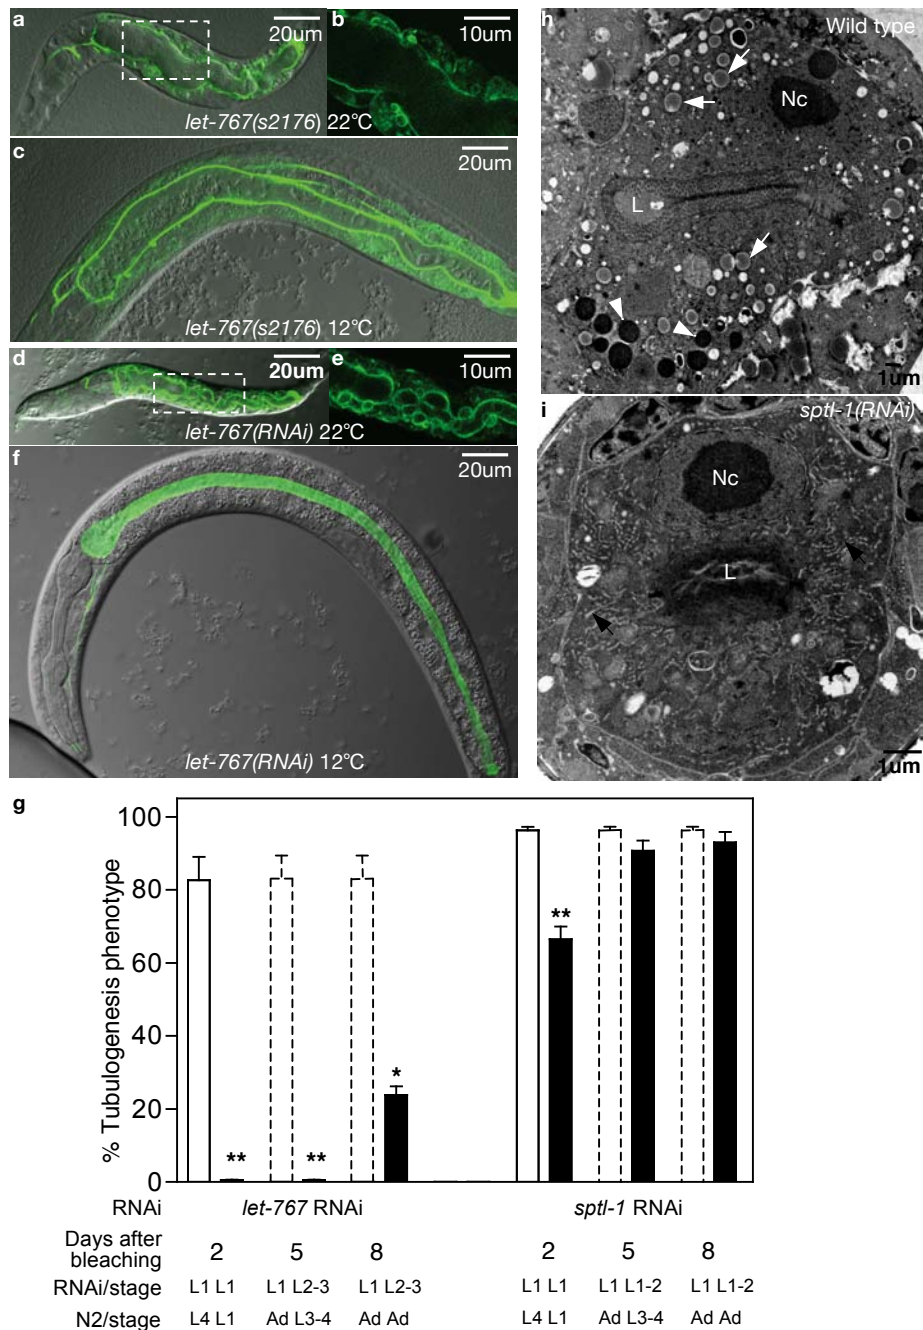 a
20um
b
10um
let-767(s2176) 22°C
c
20um
let-767(s2176) 12°C
d
20um
e
10um
let-767(RNAi) 22°C
f
20um
let-767(RNAi) 12°C
h
Wild type
Nc
L
1um
i
sptl-1(RNAi)
Nc
L
1um
g
% Tubulogenesis phenotype
100
80
60
40
20
0
**
**
*
**
RNAi
let-767 RNAi
sptl-1 RNAi
Days after bleaching
2 5 8 2 5 8
RNAi/stage L1 L1 L1 L2-3 L1 L2-3 L1 L1 L1 L1-2 L1 L1-2
N2/stage L4 L1 Ad L3-4 Ad Ad L4 L1 Ad L3-4 Ad Ad